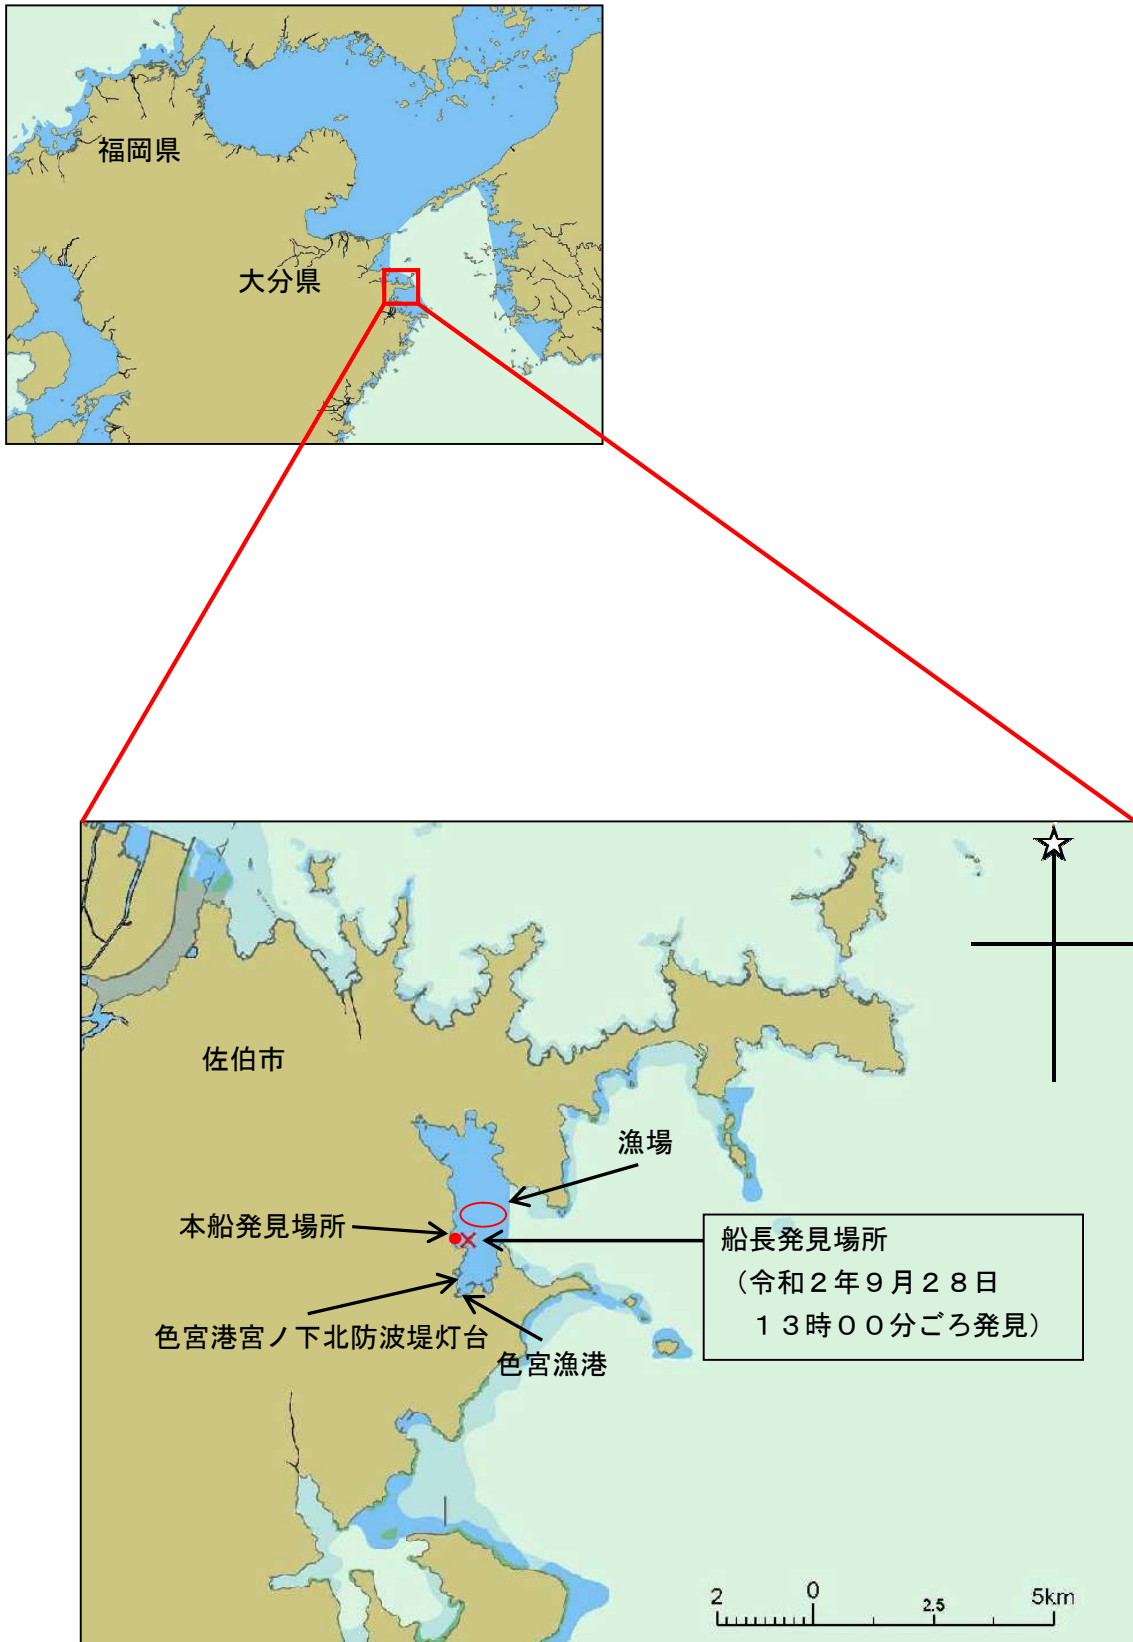 福岡県
大分県
佐伯市
漁場
本船発見場所
船長発見場所
（令和２年９月２８日
１３時００分ごろ発見）
色宮港宮ノ下北防波堤灯台
色宮漁港
2 0 2.5 5km